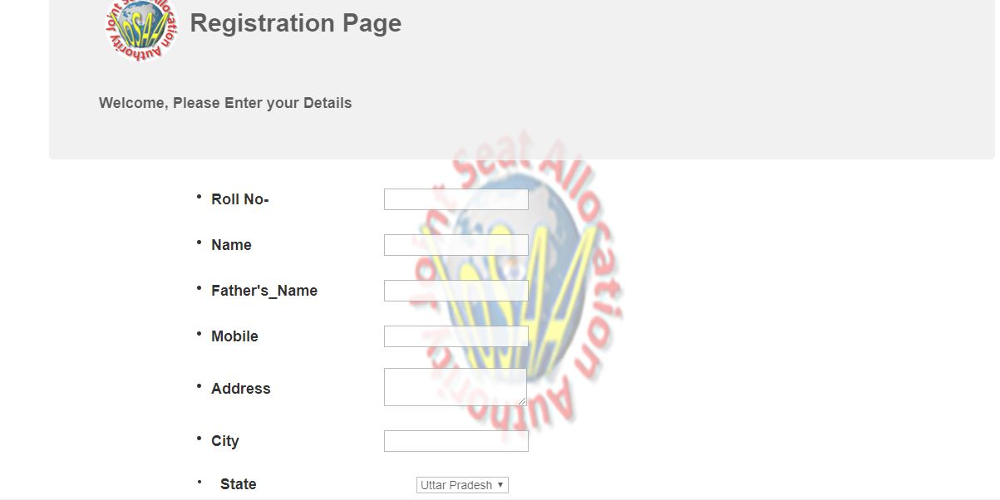 Joint Seat Allocation Authority
JOSAA
Registration Page
Welcome, Please Enter your Details
Joint Seat Allocation Authority
JOSAA
• Roll No-
• Name
• Father's_Name
• Mobile
• Address
• City
• State Uttar Pradesh ▼